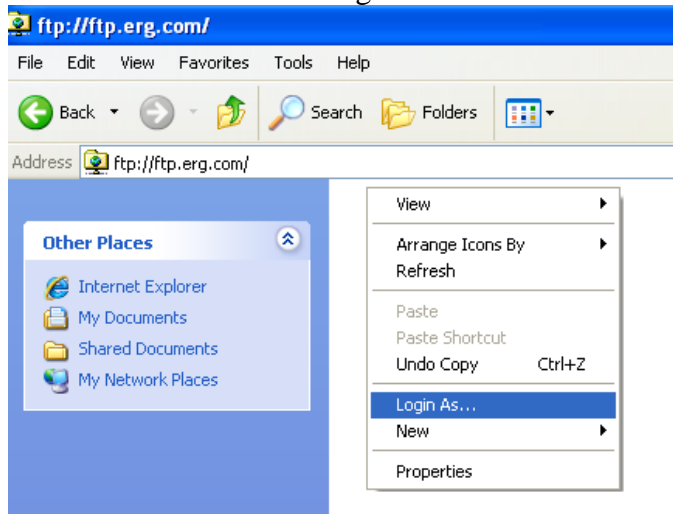 ftp://ftp.erg.com/
File Edit View Favorites Tools Help
Back Search Folders
Address ftp://ftp.erg.com/
Other Places
Internet Explorer
My Documents
Shared Documents
My Network Places
View
Arrange Icons By
Refresh
Paste
Paste Shortcut
Undo Copy Ctrl+Z
Login As...
New
Properties